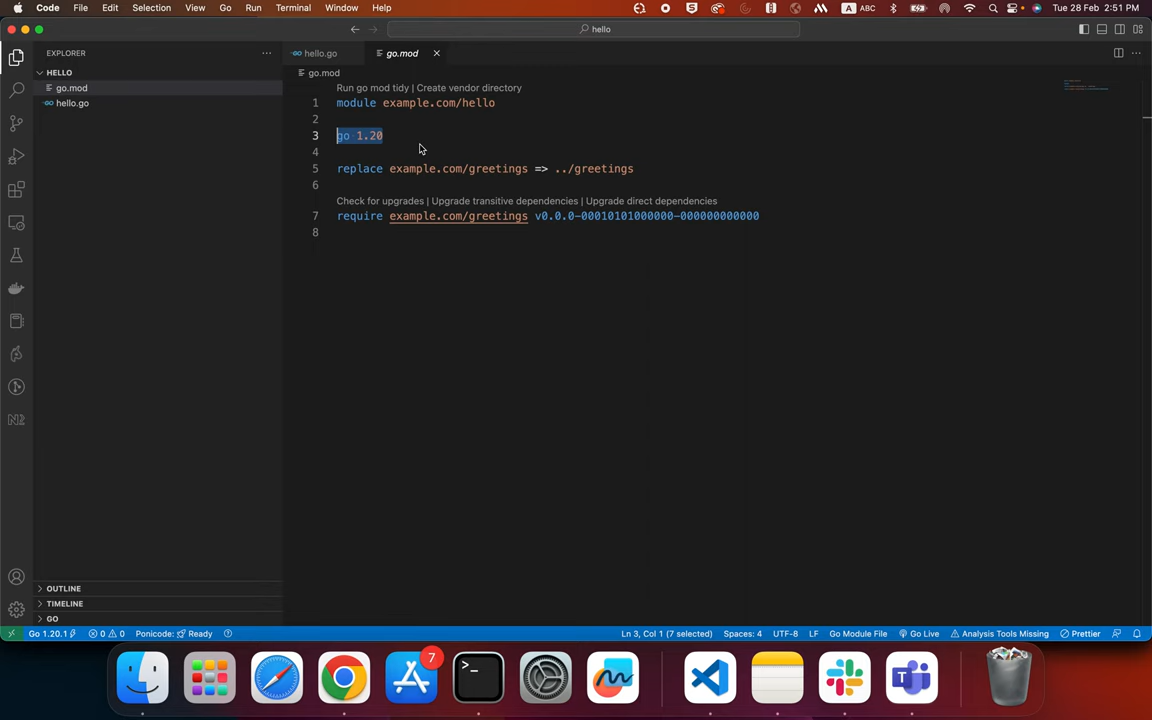 Code File Edit Selection View Go Run Terminal Window Help ABC Tue 28 Feb 2:51 PM
hello
EXPLORER
hello.go
go.mod
HELLO
go.mod
go.mod
hello.go
Run go mod tidy | Create vendor directory
1 module example.com/hello
2
3 go 1.20
4
5 replace example.com/greetings => ../greetings
6
Check for upgrades | Upgrade transitive dependencies | Upgrade direct dependencies
7 require example.com/greetings v0.0.0-00010101000000-000000000000
8
OUTLINE
TIMELINE
GO
Go 1.20.1 0 0 Ponicode: Ready Ln 3, Col 1 (7 selected) Spaces: 4 UTF-8 LF Go Module File Go Live Analysis Tools Missing Prettier
7